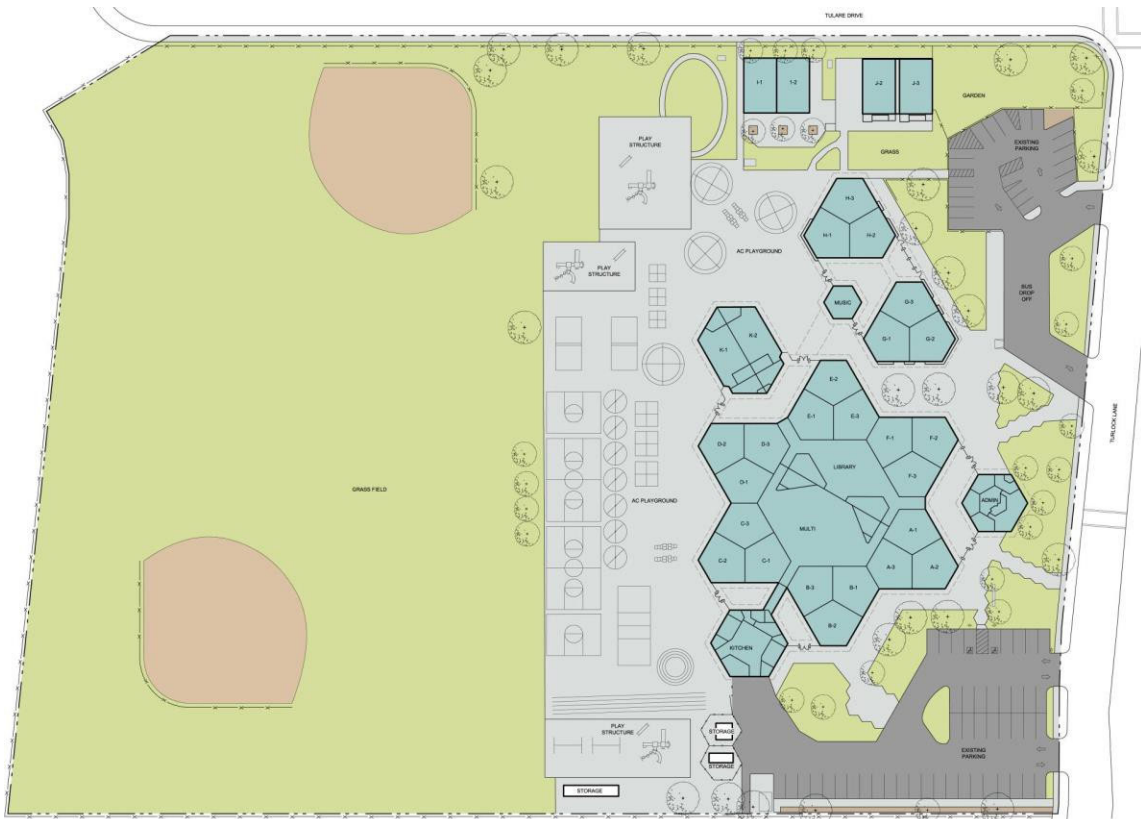 TULARE DRIVE
I-1
1-2
J-2
J-3
GARDEN
PLAY
STRUCTURE
EXISTING
PARKING
GRASS
H-3
H-1
H-2
AC PLAYGROUND
PLAY
STRUCTURE
BUS
DROP
OFF
MUSIC
G-3
G-1
G-2
K-2
K-1
E-2
E-1
E-3
TURLOCK LANE
F-1
F-2
D-2
D-3
LIBRARY
F-3
D-1
GRASS FIELD
AC PLAYGROUND
ADMIN
C-3
MULTI
A-1
C-2
C-1
A-3
A-2
B-3
B-1
B-2
KITCHEN
PLAY
STRUCTURE
STORAGE
EXISTING
PARKING
STORAGE
STORAGE